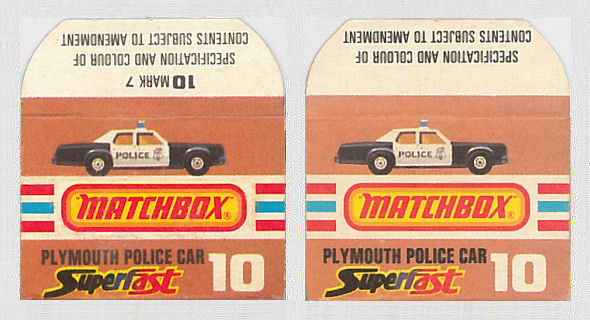 SPECIFICATION AND COLOUR OF
CONTENTS SUBJECT TO AMENDMENT
10 MARK 7
POLICE
MATCHBOX®
PLYMOUTH POLICE CAR
Superfast 10
SPECIFICATION AND COLOUR OF
CONTENTS SUBJECT TO AMENDMENT
POLICE
MATCHBOX®
PLYMOUTH POLICE CAR
Superfast 10